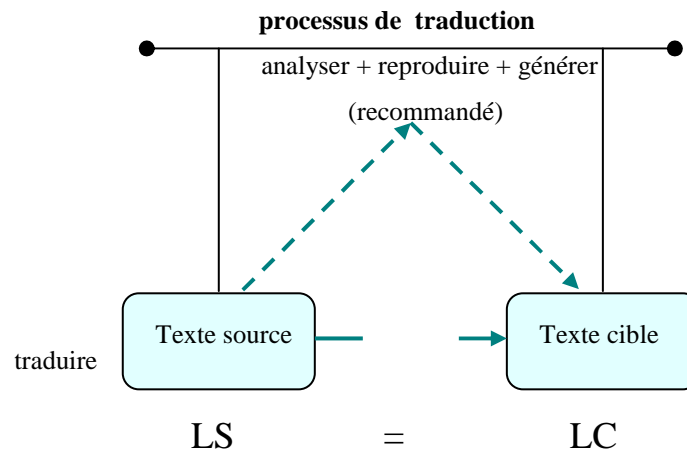 processus de traduction
analyser + reproduire + générer
(recommandé)
Texte source
Texte cible
traduire
LS = LC